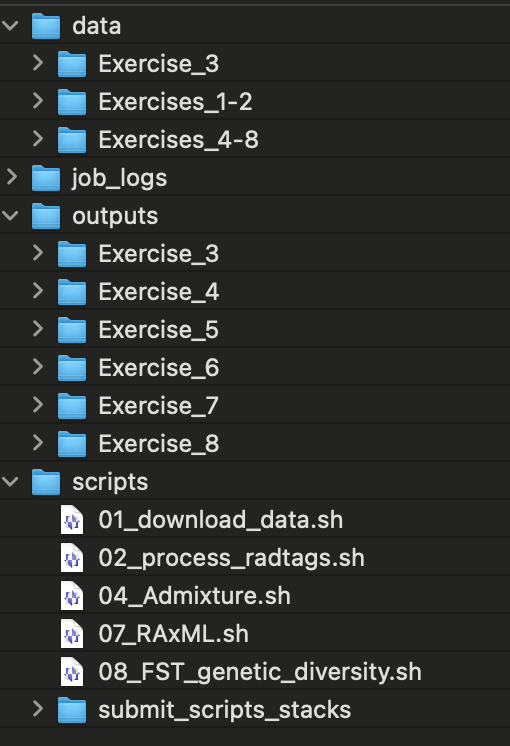 data
Exercise_3
Exercises_1-2
Exercises_4-8
job_logs
outputs
Exercise_3
Exercise_4
Exercise_5
Exercise_6
Exercise_7
Exercise_8
scripts
01_download_data.sh
02_process_radtags.sh
04_Admixture.sh
07_RAxML.sh
08_FST_genetic_diversity.sh
submit_scripts_stacks